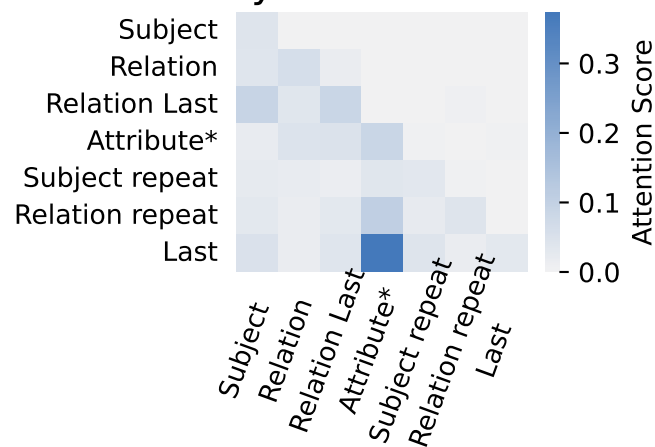 Subject
Relation
Relation Last
Attribute*
Subject repeat
Relation repeat
Last
Subject
Relation
Relation Last
Attribute*
Subject repeat
Relation repeat
Last
0.3
0.2
0.1
0.0
Attention Score